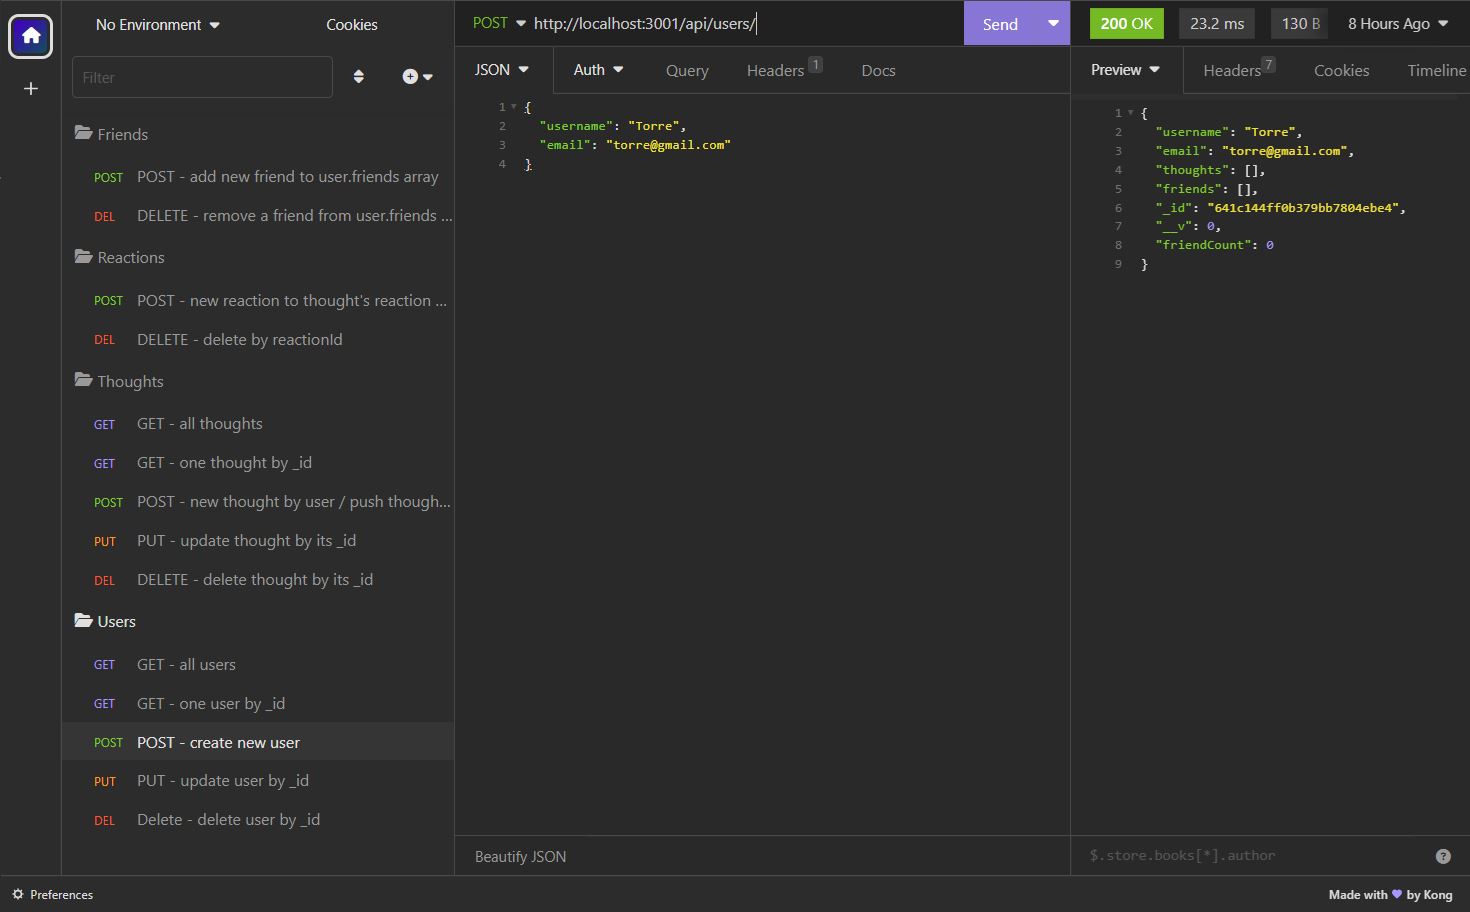 No Environment
Cookies
Filter
Friends
POST POST - add new friend to user.friends array
DEL DELETE - remove a friend from user.friends ...
Reactions
POST POST - new reaction to thought's reaction ...
DEL DELETE - delete by reactionId
Thoughts
GET GET - all thoughts
GET GET - one thought by _id
POST POST - new thought by user / push though...
PUT PUT - update thought by its _id
DEL DELETE - delete thought by its _id
Users
GET GET - all users
GET GET - one user by _id
POST POST - create new user
PUT PUT - update user by _id
DEL Delete - delete user by _id
POST http://localhost:3001/api/users/ Send
JSON Auth Query Headers 1 Docs
1 {
2 "username": "Torre",
3 "email": "torre@gmail.com"
4 }
Beautify JSON
200 OK 23.2 ms 130 B 8 Hours Ago
Preview Headers 7 Cookies Timeline
1 {
2 "username": "Torre",
3 "email": "torre@gmail.com",
4 "thoughts": [],
5 "friends": [],
6 "_id": "641c144ff0b379bb7804ebe4",
7 "__v": 0,
8 "friendCount": 0
9 }
$.store.books[*].author ?
Preferences
Made with by Kong